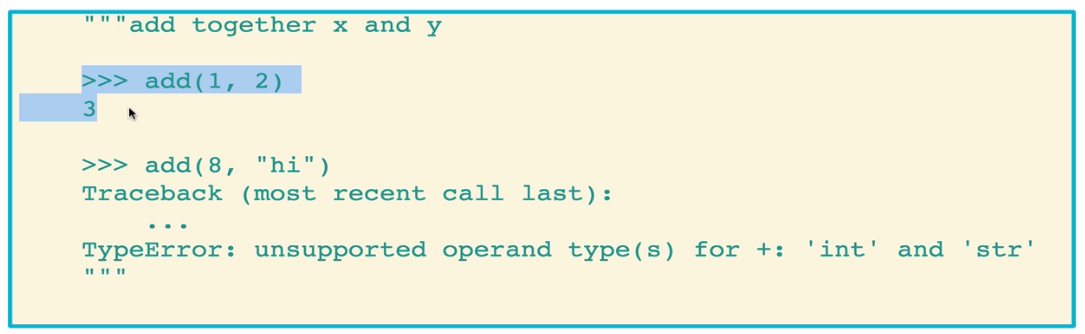 """add together x and y
>>> add(1, 2)
3
>>> add(8, "hi")
Traceback (most recent call last):
...
TypeError: unsupported operand type(s) for +: 'int' and 'str'
"""